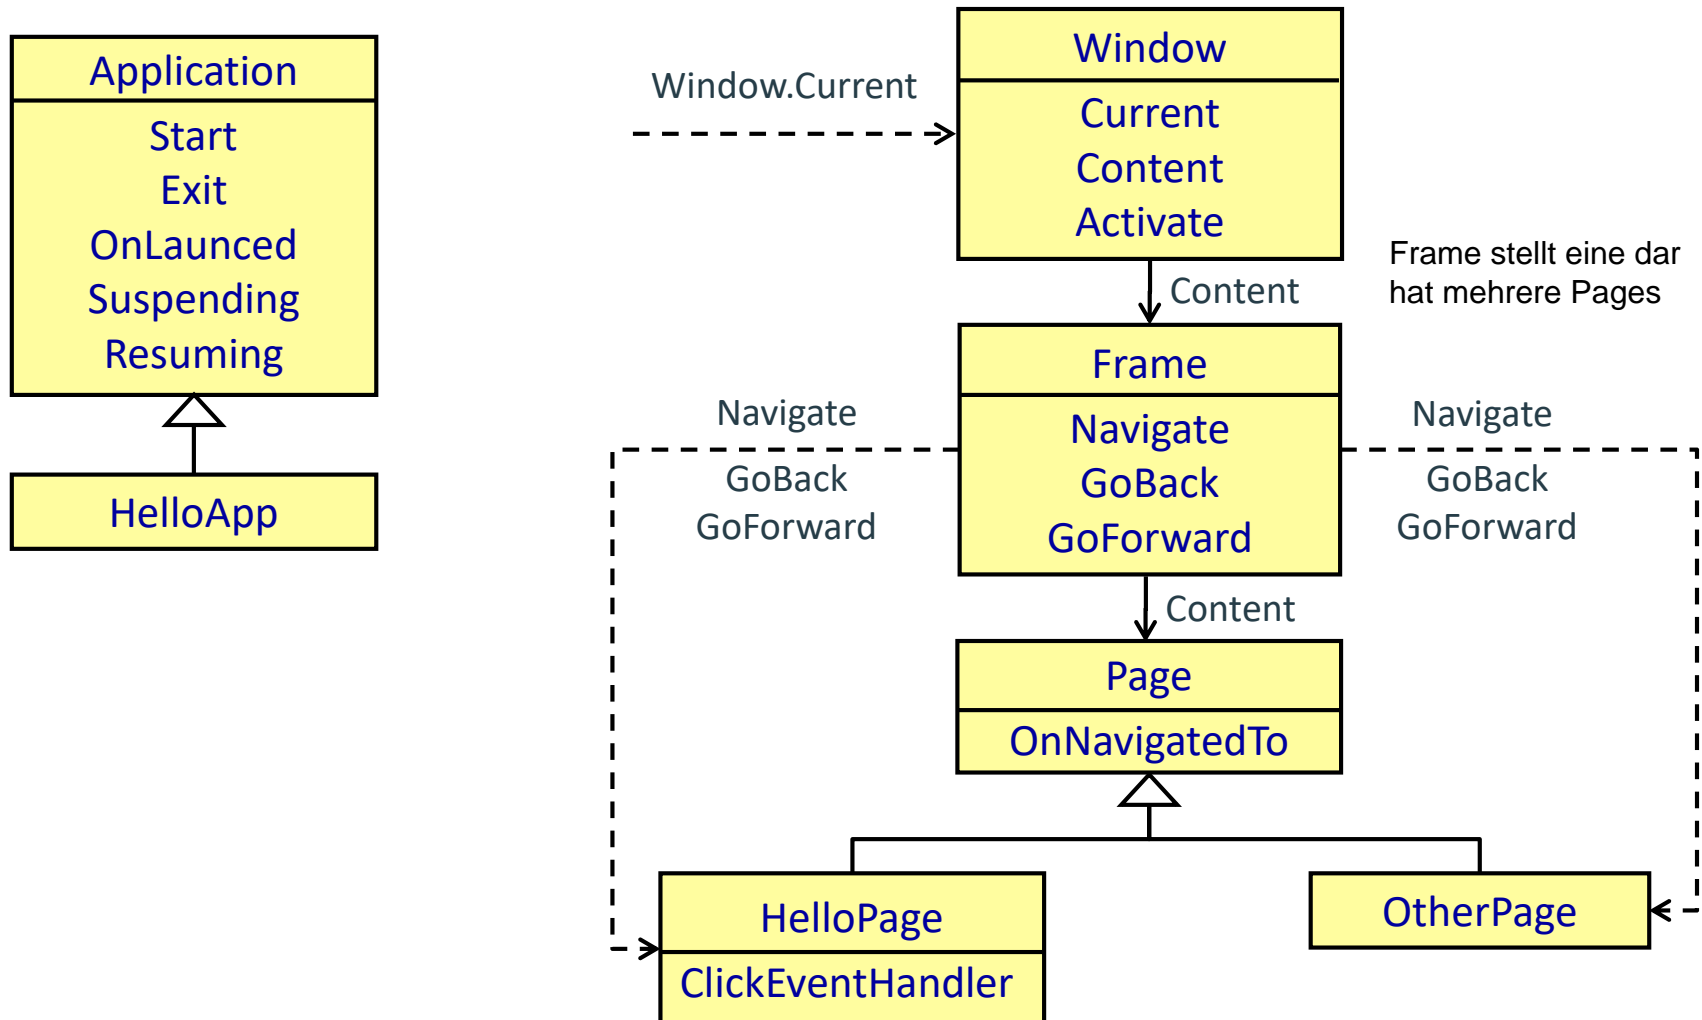 Application
Start
Exit
OnLaunced
Suspending
Resuming
HelloApp
Window.Current
Window
Current
Content
Activate
Content
Frame stellt eine dar
hat mehrere Pages
Frame
Navigate
GoBack
GoForward
Navigate
GoBack
GoForward
Navigate
GoBack
GoForward
Content
Page
OnNavigatedTo
HelloPage
ClickEventHandler
OtherPage